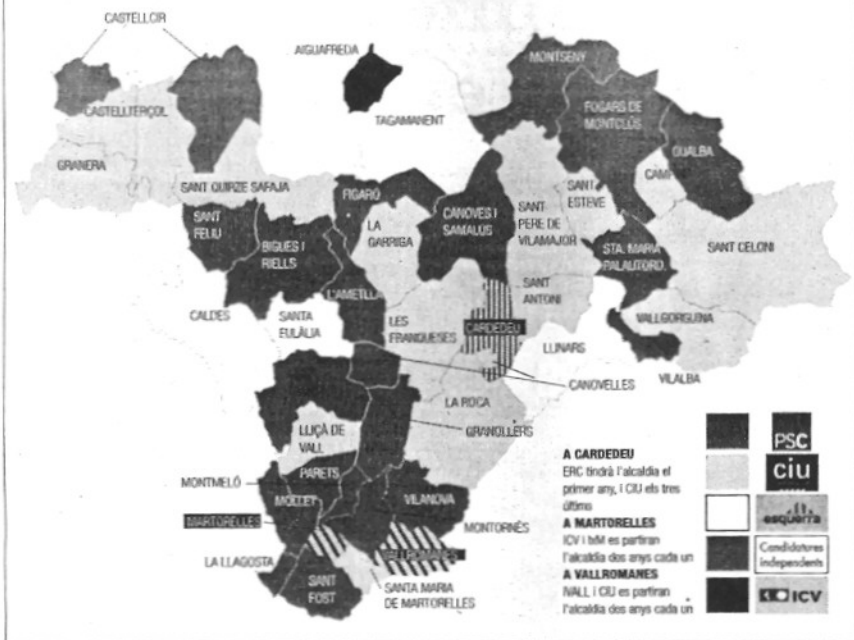 CASTELLCIR
AIGUAFREDA
MONTSENY
CASTELLTERÇOL
TAGAMANENT
FOGARS DE
MONTCLÚS
GUALBA
GRANERA
SANT QUIRZE SAFAJA
FIGARÓ
CAMP
SANT
ESTEVE
SANT
FELIU
LA
GARRIGA
CÀNOVES I
SAMALÚS
SANT
PERE DE
VILAMAJOR
BIGUES I
RIELLS
STA. MARIA
PALAUTORD.
SANT CELONI
L'AMETLLA
SANT
ANTONI
CALDES
SANTA
EULÀLIA
LES
FRANQUESES
CARDEDEU
VALLGORGUINA
LLINARS
CANOVELLES
VILALBA
LA ROCA
LLIÇÀ DE
VALL
GRANOLLERS
PARETS
MONTMELÓ
MOLLET
VILANOVA
MARTORELLES
MONTORNÈS
VALLROMANES
LA LLAGOSTA
SANT
FOST
SANTA MARIA
DE MARTORELLES
A CARDEDEU
ERC tindrà l'alcaldia el
primer any, i CIU els tres
últims
A MARTORELLES
ICV i IxM es partiran
l'alcaldia dos anys cada un
A VALLROMANES
IVALL i CIU es partiran
l'alcaldia dos anys cada un
PSC
ciu
esquerra
Candidatures
independents
ICV